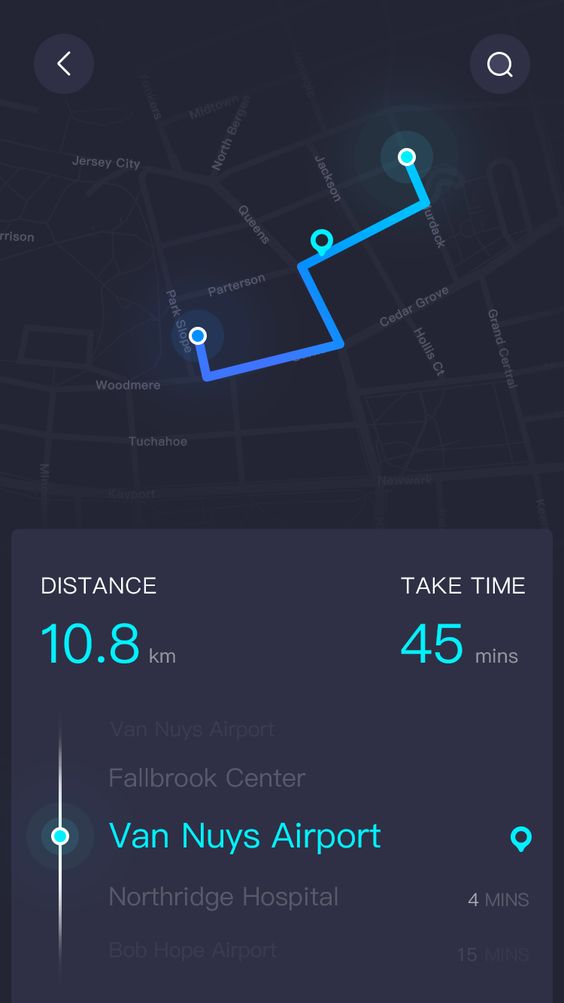 Yonkers
Midtown
North Bergen
Jersey City
Jackson
Queens
rrison
urdack
Parterson
Park Slope
Cedar Grove
Hollis Ct
Grand Central
Woodmere
Tuchahoe
Kayport
Newwark
DISTANCE
TAKE TIME
10.8 km
45 mins
Van Nuys Airport
Fallbrook Center
Van Nuys Airport
Northridge Hospital
4 MINS
Bob Hope Airport
15 MINS